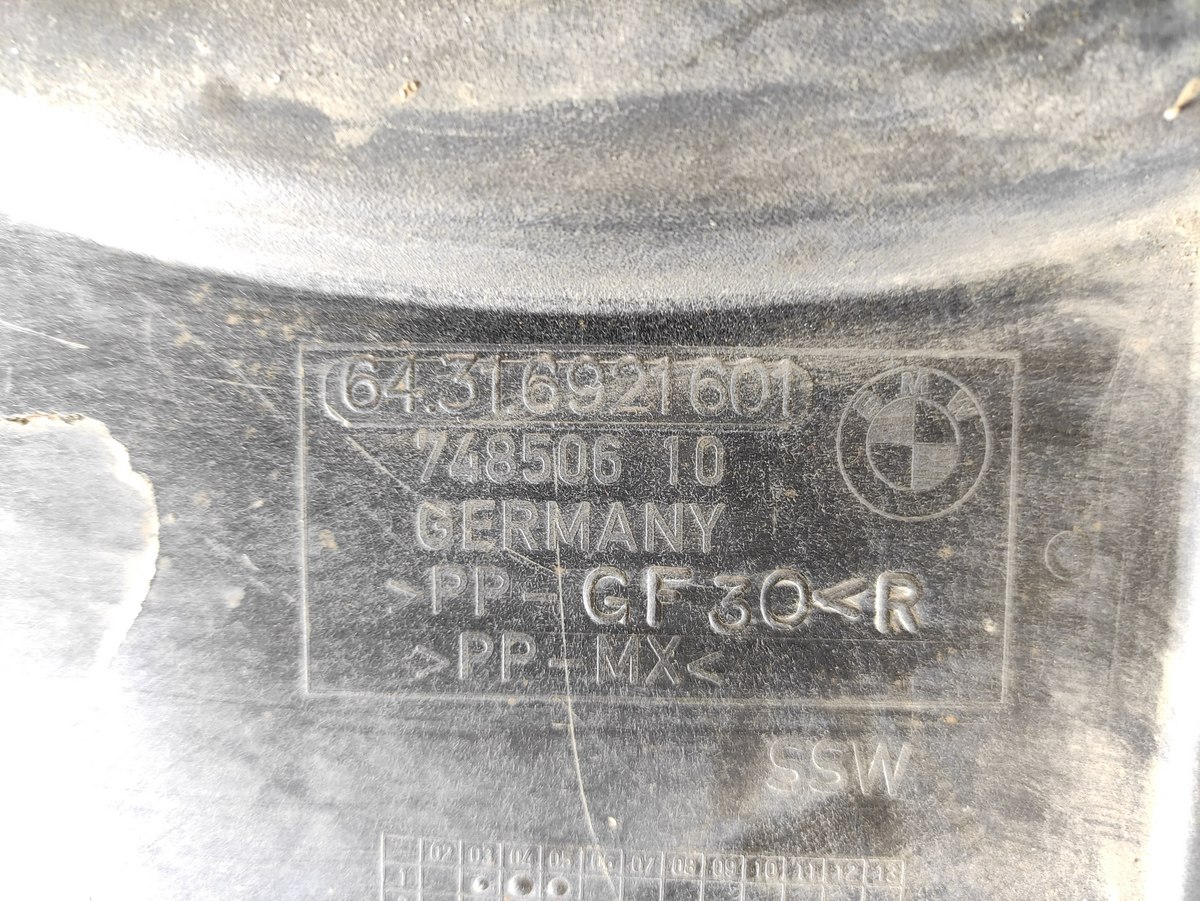 64.31.6921601
BMW
748506 10
GERMANY
>PP-GF30<R
>PP-MX<
SSW
02 03 04 05 06 07 08 09 10 11 12 13
1